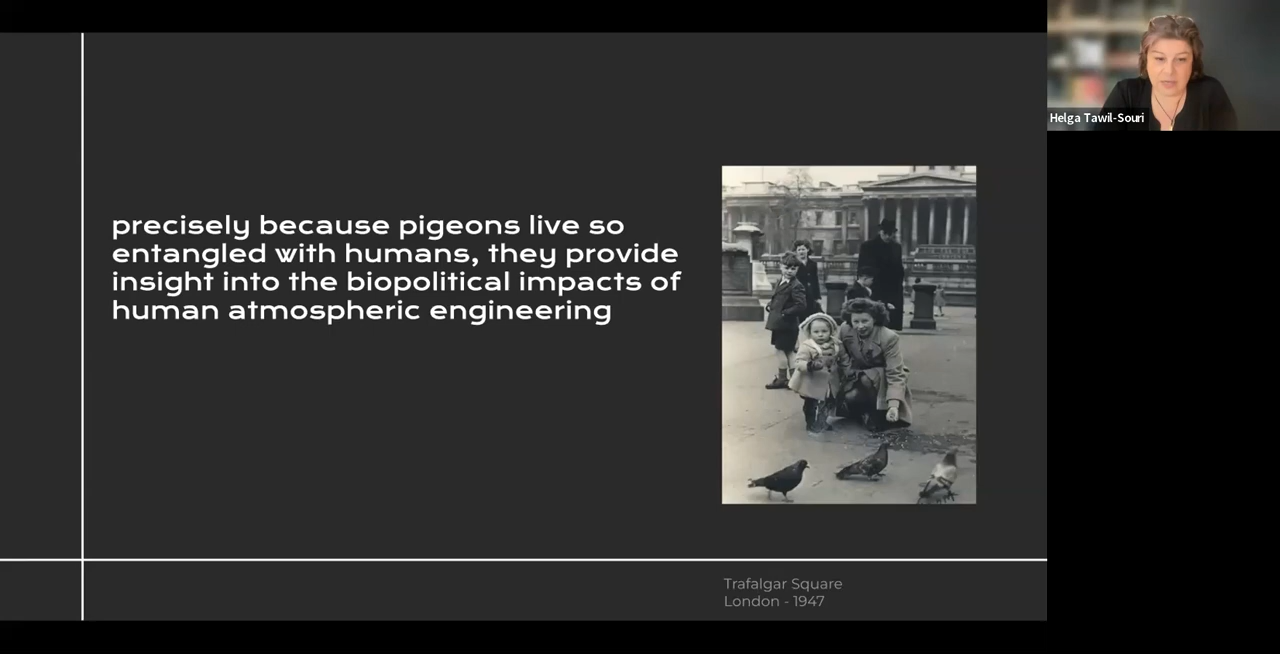 precisely because pigeons live so
entangled with humans, they provide
insight into the biopolitical impacts of
human atmospheric engineering
Trafalgar Square
London - 1947
Helga Tawil-Souri